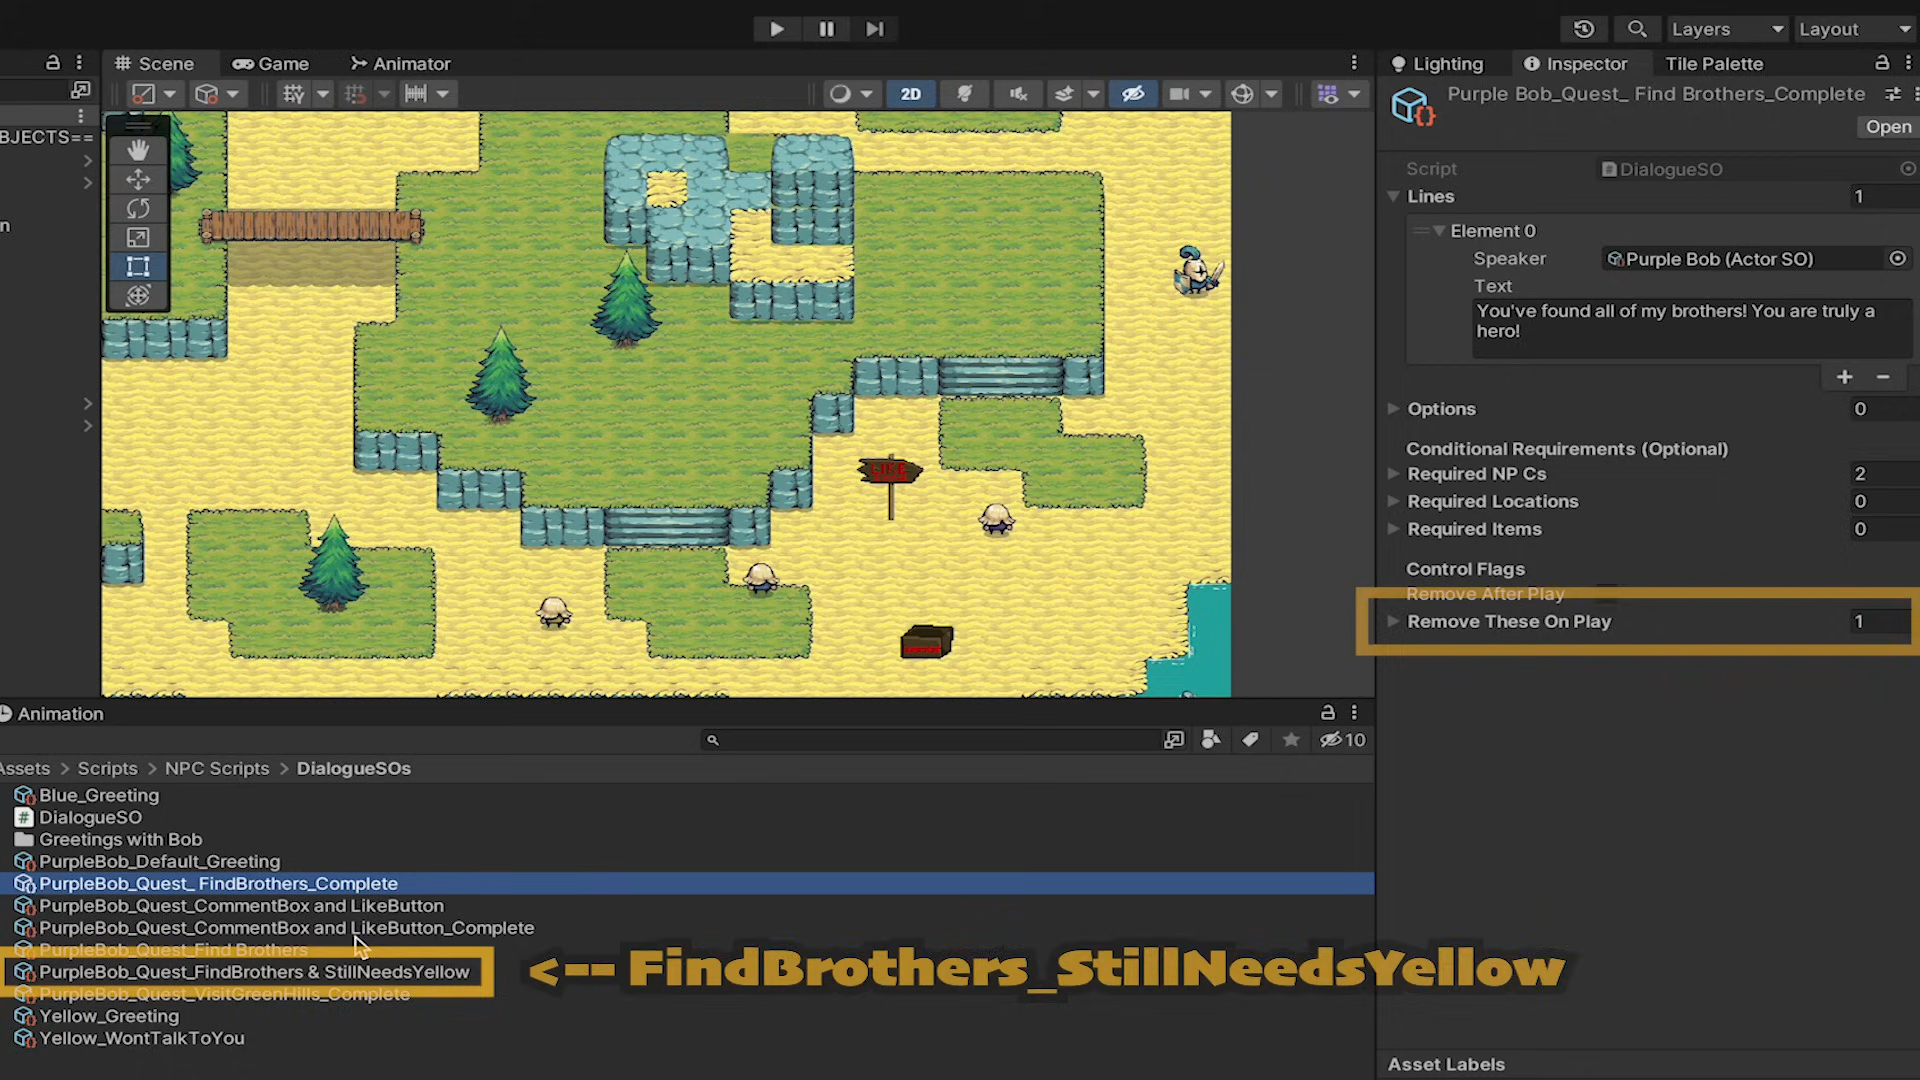 Layers
Layout
Scene
Game
Animator
Lighting
Inspector
Tile Palette
2D
Purple Bob_Quest_ Find Brothers_Complete
Open
BJECTS==
n
Script
DialogueSO
Lines
1
Element 0
Speaker
Purple Bob (Actor SO)
Text
You've found all of my brothers! You are truly a
hero!
+ -
Options
0
Conditional Requirements (Optional)
Required NP Cs
2
Required Locations
0
Required Items
0
Control Flags
Remove After Play
Remove These On Play
1
LIKE
Animation
10
Assets > Scripts > NPC Scripts > DialogueSOs
Blue_Greeting
DialogueSO
Greetings with Bob
PurpleBob_Default_Greeting
PurpleBob_Quest_ FindBrothers_Complete
PurpleBob_Quest_CommentBox and LikeButton
PurpleBob_Quest_CommentBox and LikeButton_Complete
PurpleBob_Quest_Find Brothers
PurpleBob_Quest_FindBrothers & StillNeedsYellow
<-- FindBrothers_StillNeedsYellow
PurpleBob_Quest_VisitGreenHills_Complete
Yellow_Greeting
Yellow_WontTalkToYou
Asset Labels